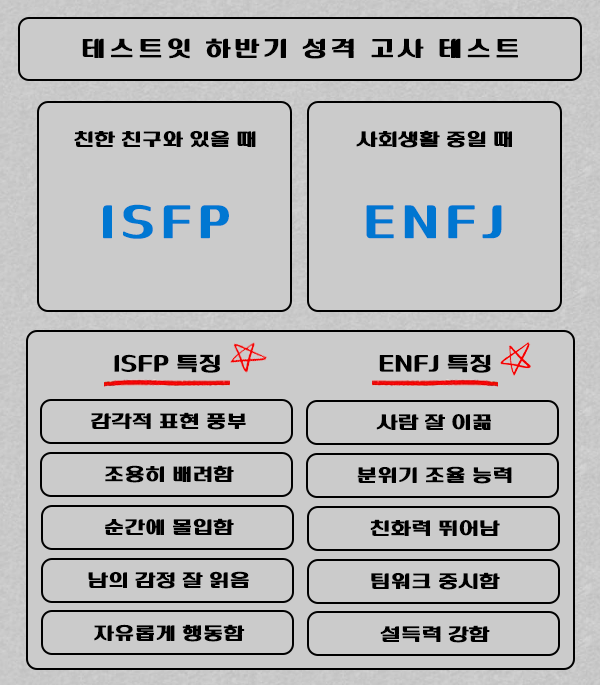 테스트잇 하반기 성격 고사 테스트
친한 친구와 있을 때
ISFP
사회생활 중일 때
ENFJ
ISFP 특징
감각적 표현 풍부
조용히 배려함
순간에 몰입함
남의 감정 잘 읽음
자유롭게 행동함
ENFJ 특징
사람 잘 이끎
분위기 조율 능력
친화력 뛰어남
팀워크 중시함
설득력 강함